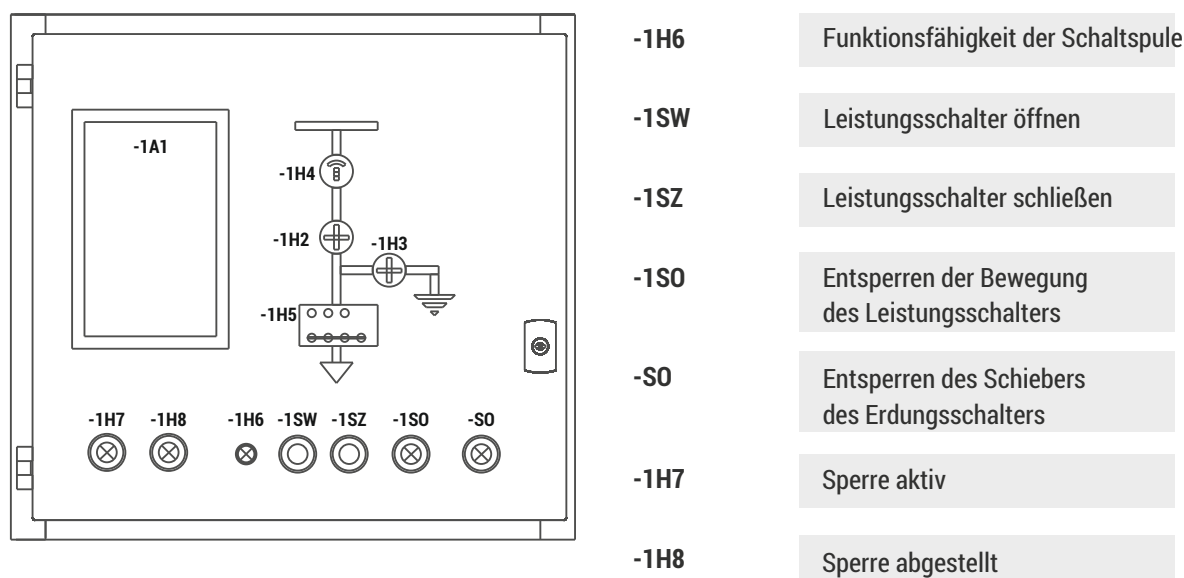 -1A1
-1H4
-1H2
-1H3
-1H5
-1H7 -1H8 -1H6 -1SW -1SZ -1SO -SO
-1H6 Funktionsfähigkeit der Schaltspule
-1SW Leistungsschalter öffnen
-1SZ Leistungsschalter schließen
-1SO Entsperren der Bewegung
des Leistungsschalters
-SO Entsperren des Schiebers
des Erdungsschalters
-1H7 Sperre aktiv
-1H8 Sperre abgestellt